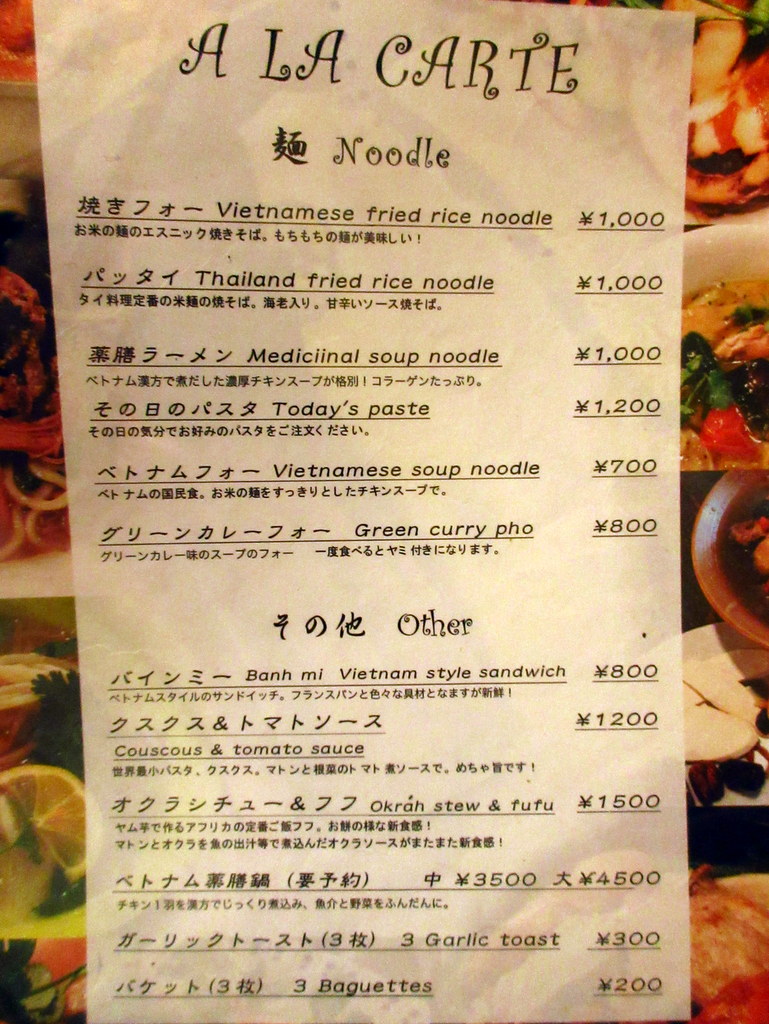 A LA CARTE
麺 Noodle
焼きフォー Vietnamese fried rice noodle ¥1,000
お米の麺のエスニック焼きそば。もちもちの麺が美味しい！
パッタイ Thailand fried rice noodle ¥1,000
タイ料理定番の米麺の焼そば。海老入り。甘辛いソース焼そば。
薬膳ラーメン Mediciinal soup noodle ¥1,000
ベトナム漢方で煮だした濃厚チキンスープが格別！コラーゲンたっぷり。
その日のパスタ Today's paste ¥1,200
その日の気分でお好みのパスタをご注文ください。
ベトナムフォー Vietnamese soup noodle ¥700
ベトナムの国民食。お米の麺をすっきりとしたチキンスープで。
グリーンカレーフォー Green curry pho ¥800
グリーンカレー味のスープのフォー 一度食べるとヤミ付きになります。
その他 Other
バインミー Banh mi Vietnam style sandwich ¥800
ベトナムスタイルのサンドイッチ。フランスパンと色々な具材となますが新鮮！
クスクス＆トマトソース ¥1200
Couscous & tomato sauce
世界最小パスタ、クスクス。マトンと根菜のトマト煮ソースで。めちゃ旨です！
オクラシチュー＆フフ Okrah stew & fufu ¥1500
ヤム芋で作るアフリカの定番ご飯フフ。お餅の様な新食感！
マトンとオクラを魚の出汁等で煮込んだオクラソースがまたまた新食感！
ベトナム薬膳鍋（要予約） 中 ¥3500 大 ¥4500
チキン1羽を漢方でじっくり煮込み、魚介と野菜をふんだんに。
ガーリックトースト(3枚) 3 Garlic toast ¥300
バケット(3枚) 3 Baguettes ¥200